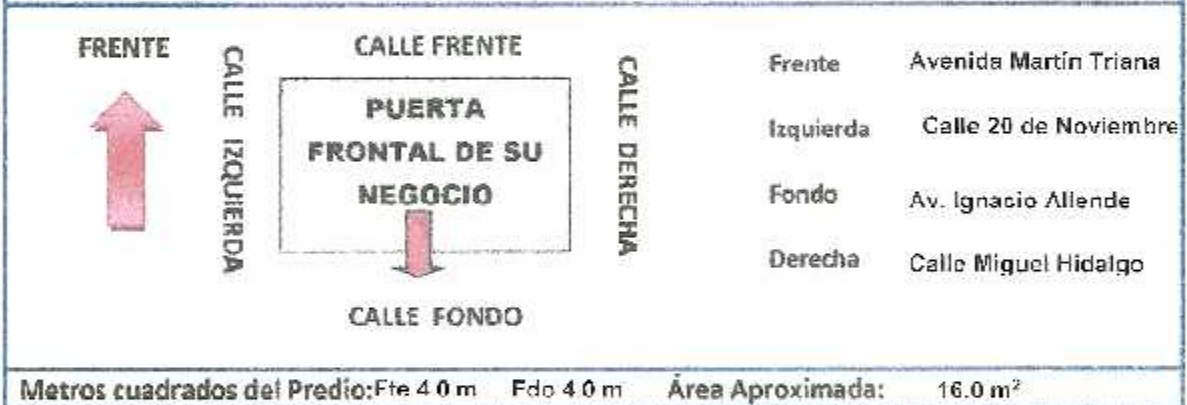 FRENTE
CALLE IZQUIERDA
CALLE FRENTE
PUERTA
FRONTAL DE SU
NEGOCIO
CALLE DERECHA
CALLE FONDO
Frente Avenida Martín Triana
Izquierda Calle 20 de Noviembre
Fondo Av. Ignacio Allende
Derecha Calle Miguel Hidalgo
Metros cuadrados del Predio: Fte 4.0 m Fdo 4.0 m Área Aproximada: 16.0 m²